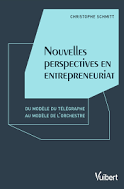 CHRISTOPHE SCHMITT
NOUVELLES
PERSPECTIVES EN
ENTREPRENEURIAT
DU MODÈLE DU TÉLÉGRAPHE
AU MODÈLE DE L'ORCHESTRE
Vuibert